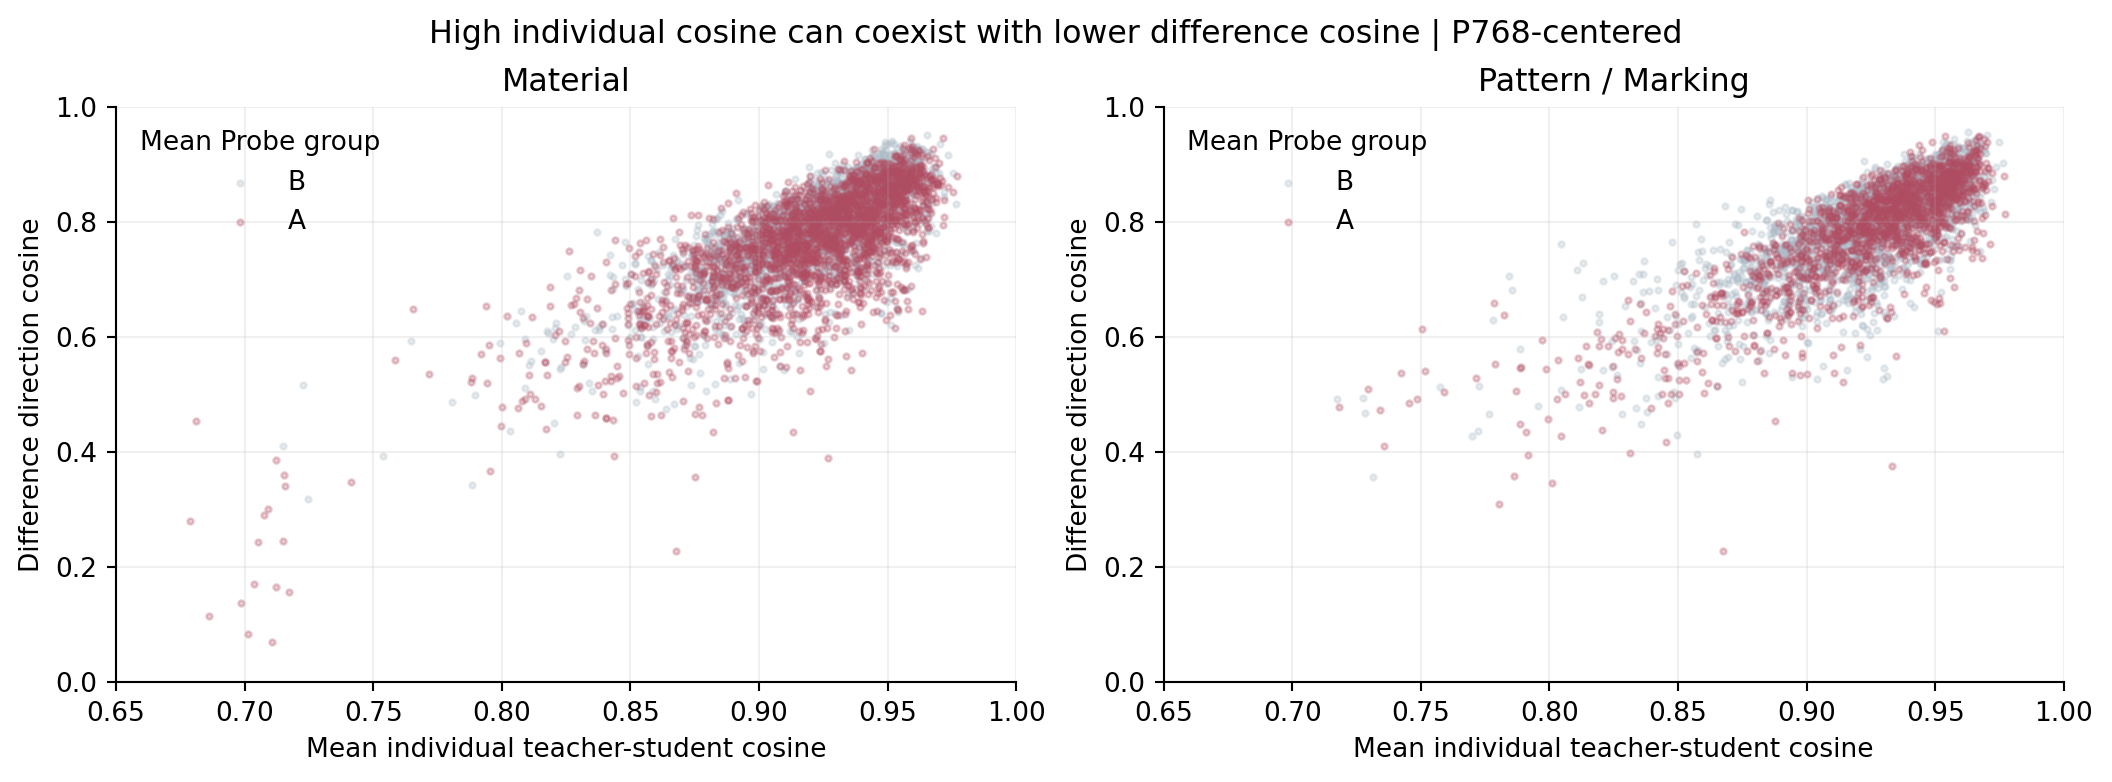 High individual cosine can coexist with lower difference cosine | P768-centered
Material
Difference direction cosine
1.0
0.8
0.6
0.4
0.2
0.0
Mean Probe group
B
A
0.65 0.70 0.75 0.80 0.85 0.90 0.95 1.00
Mean individual teacher-student cosine
Pattern / Marking
Difference direction cosine
1.0
0.8
0.6
0.4
0.2
0.0
Mean Probe group
B
A
0.65 0.70 0.75 0.80 0.85 0.90 0.95 1.00
Mean individual teacher-student cosine